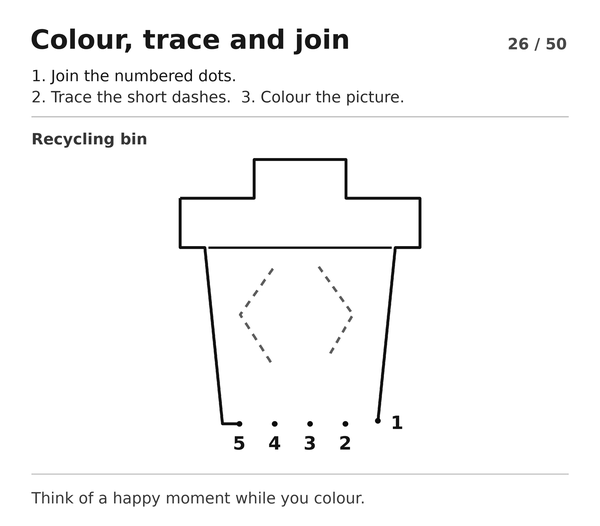 Colour, trace and join
26 / 50
1. Join the numbered dots.
2. Trace the short dashes.  3. Colour the picture.
Recycling bin
1
5 4 3 2
Think of a happy moment while you colour.